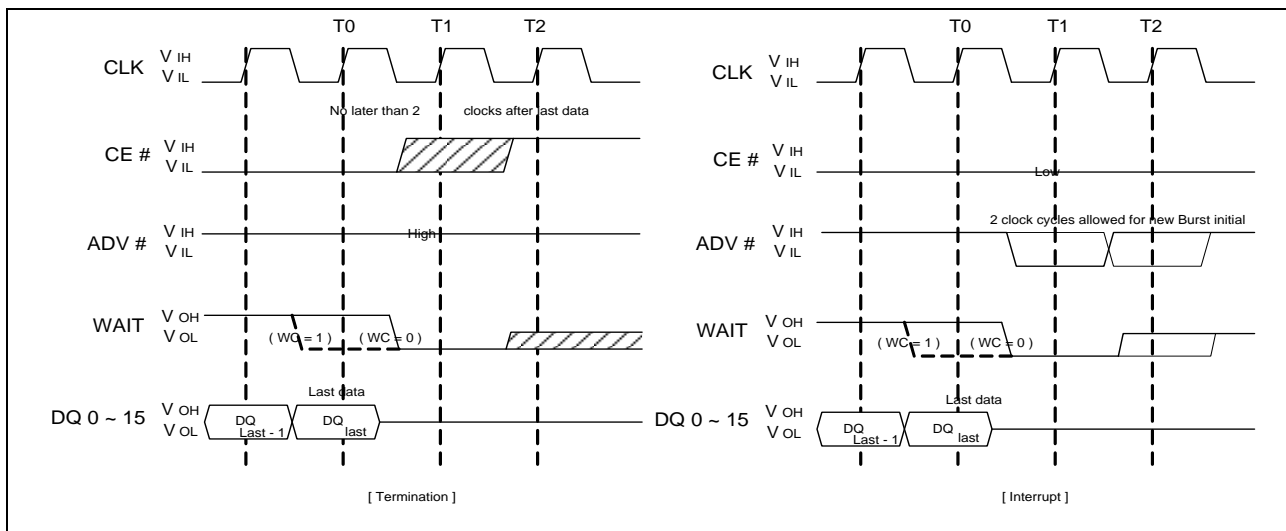 T0 T1 T2
CLK V IH
V IL
No later than 2 clocks after last data
CE # V IH
V IL
ADV # V IH
V IL
High
WAIT V OH
V OL
( WC = 1 ) ( WC = 0 )
Last data
DQ 0 ~ 15 V OH
V OL
DQ Last - 1
DQ last
[ Termination ]
T0 T1 T2
CLK V IH
V IL
CE # V IH
V IL
Low
2 clock cycles allowed for new Burst initial
ADV # V IH
V IL
WAIT V OH
V OL
( WC = 1 ) ( WC = 0 )
Last data
DQ 0 ~ 15 V OH
V OL
DQ Last - 1
DQ last
[ Interrupt ]